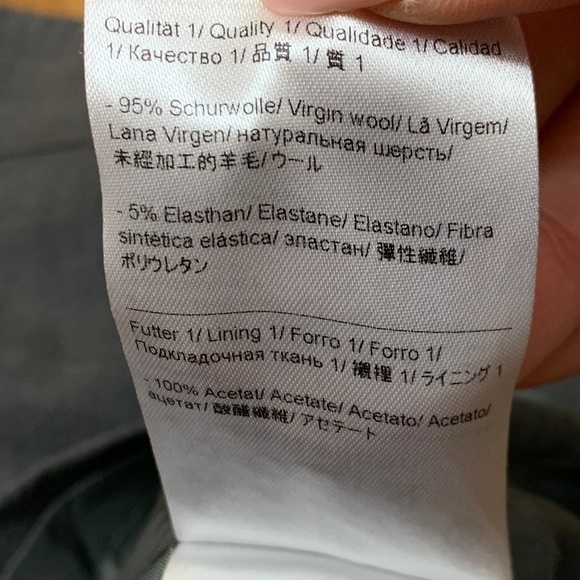 Qualität 1/ Quality 1/ Qualidade 1/ Calidad
1/ Качество 1/ 品質 1/ 質 1
- 95% Schurwolle/ Virgin wool/ Lã Virgem/
Lana Virgen/ натуральная шерсть/
未經加工的羊毛/ ウール
- 5% Elasthan/ Elastane/ Elastano/ Fibra
sintética elástica/ эластан/ 彈性纖維/
ポリウレタン
Futter 1/ Lining 1/ Forro 1/ Forro 1/
Подкладочная ткань 1/ 襯裡 1/ ライニング 1
- 100% Acetat/ Acetate/ Acetato/ Acetato/
ацетат/ 醋酸纖維/ アセテート